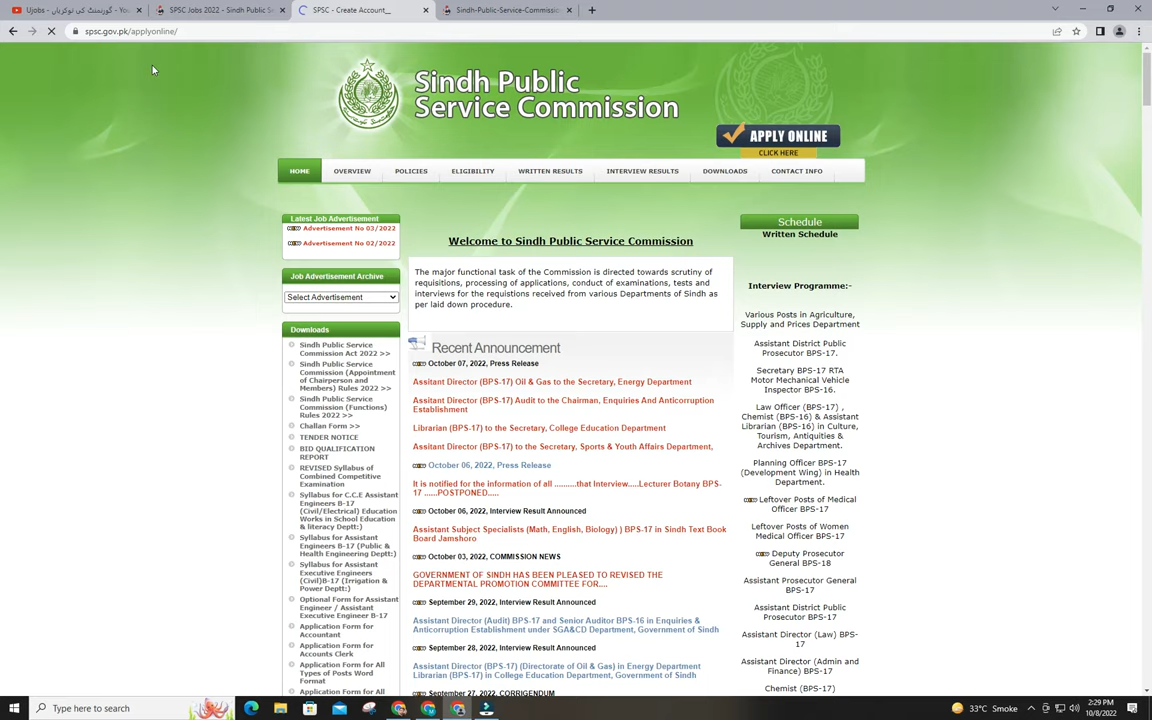 Ujobs - گورنمنٹ کی نوکریاں - You
SPSC Jobs 2022 - Sindh Public Se
SPSC - Create Account_
Sindh-Public-Service-Commission
spsc.gov.pk/applyonline/
Sindh Public
Service Commission
APPLY ONLINE
CLICK HERE
HOME OVERVIEW POLICIES ELIGIBILITY WRITTEN RESULTS INTERVIEW RESULTS DOWNLOADS CONTACT INFO
Latest Job Advertisement
Advertisement No 03/2022
Advertisement No 02/2022
Job Advertisement Archive
Select Advertisement
Downloads
Sindh Public Service
Commission Act 2022 >>
Sindh Public Service
Commission (Appointment
of Chairperson and
Members) Rules 2022 >>
Sindh Public Service
Commission (Functions)
Rules 2022 >>
Challan Form >>
TENDER NOTICE
BID QUALIFICATION
REPORT
REVISED Syllabus of
Combined Competitive
Examination
Syllabus for C.C.E Assistant
Engineers B-17
(Civil/Electrical) Education
Works in School Education
& literacy Deptt:)
Syllabus for Assistant
Engineers B-17 (Public &
Health Engineering Deptt:)
Syllabus for Assistant
Executive Engineers
(Civil)B-17 (Irrigation &
Power Deptt:)
Optional Form for Assistant
Engineer / Assistant
Executive Engineer B-17
Application Form for
Accountant
Application Form for
Accounts Clerk
Application Form for All
Types of Posts Word
Format
Application Form for All
Welcome to Sindh Public Service Commission
The major functional task of the Commission is directed towards scrutiny of
requisitions, processing of applications, conduct of examinations, tests and
interviews for the requistions received from various Departments of Sindh as
per laid down procedure.
Recent Announcement
October 07, 2022, Press Release
Assitant Director (BPS-17) Oil & Gas to the Secretary, Energy Department
Assitant Director (BPS-17) Audit to the Chairman, Enquiries And Anticorruption
Establishment
Librarian (BPS-17) to the Secretary, College Education Department
Assitant Director (BPS-17) to the Secretary, Sports & Youth Affairs Department,
October 06, 2022, Press Release
It is notified for the information of all ..........that Interview.....Lecturer Botany BPS-
17 ......POSTPONED.....
October 06, 2022, Interview Result Announced
Assistant Subject Specialists (Math, English, Biology) ) BPS-17 in Sindh Text Book
Board Jamshoro
October 03, 2022, COMMISSION NEWS
GOVERNMENT OF SINDH HAS BEEN PLEASED TO REVISED THE
DEPARTMENTAL PROMOTION COMMITTEE FOR....
September 29, 2022, Interview Result Announced
Assistant Director (Audit) BPS-17 and Senior Auditor BPS-16 in Enquiries &
Anticorruption Establishment under SGA&CD Department, Government of Sindh
September 28, 2022, Interview Result Announced
Assistant Director (BPS-17) (Directorate of Oil & Gas) in Energy Department
Librarian (BPS-17) in College Education Department, Government of Sindh
September 27, 2022, CORRIGENDUM
Schedule
Written Schedule
Interview Programme:-
Various Posts in Agriculture,
Supply and Prices Department
Assistant District Public
Prosecutor BPS-17.
Secretary BPS-17 RTA
Motor Mechanical Vehicle
Inspector BPS-16.
Law Officer (BPS-17) ,
Chemist (BPS-16) & Assistant
Librarian (BPS-16) in Culture,
Tourism, Antiquities &
Archives Department.
Planning Officer BPS-17
(Development Wing) in Health
Department.
Leftover Posts of Medical
Officer BPS-17
Leftover Posts of Women
Medical Officer BPS-17
Deputy Prosecutor
General BPS-18
Assistant Prosecutor General
BPS-17
Assistant District Public
Prosecutor BPS-17
Assistant Director (Law) BPS-
17
Assistant Director (Admin and
Finance) BPS-17
Chemist (BPS-17)
Type here to search
33°C Smoke
2:29 PM
10/8/2022